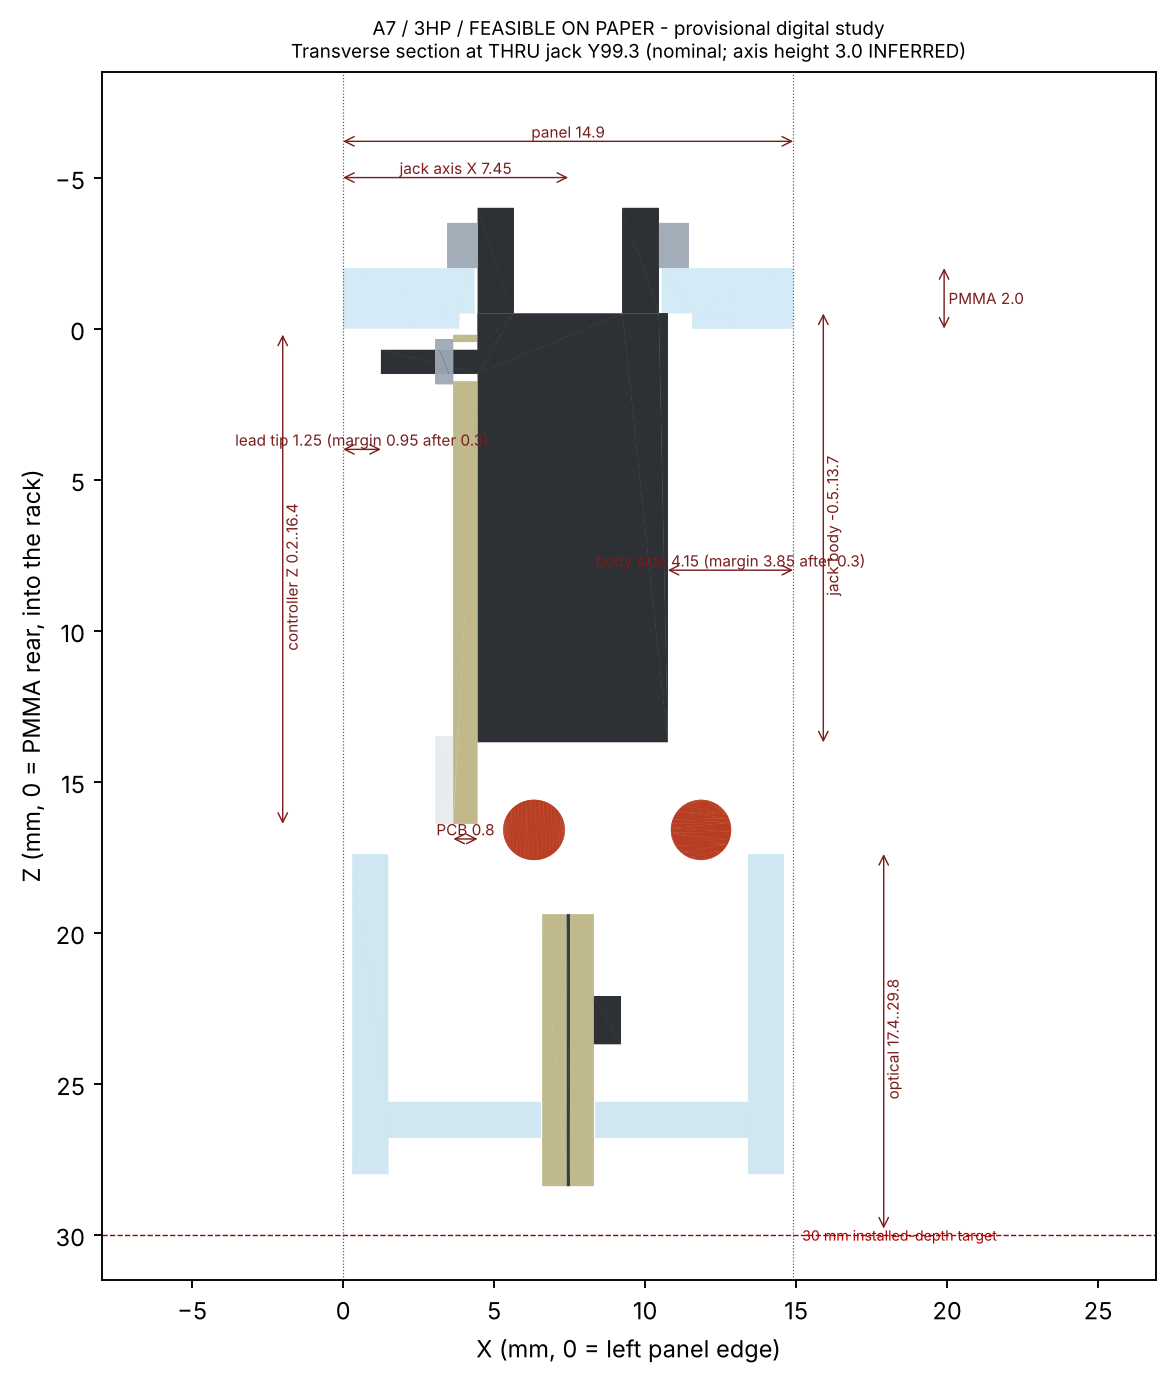 A7 / 3HP / FEASIBLE ON PAPER - provisional digital study
Transverse section at THRU jack Y99.3 (nominal; axis height 3.0 INFERRED)
panel 14.9
jack axis X 7.45
PMMA 2.0
lead tip 1.25 (margin 0.95 after 0.3)
controller Z 0.2..16.4
jack body -0.5..13.7
body side 4.15 (margin 3.85 after 0.3)
PCB 0.8
optical 17.4..29.8
30 mm installed-depth target
−5
0
5
10
15
20
25
30
Z (mm, 0 = PMMA rear, into the rack)
−5
0
5
10
15
20
25
X (mm, 0 = left panel edge)